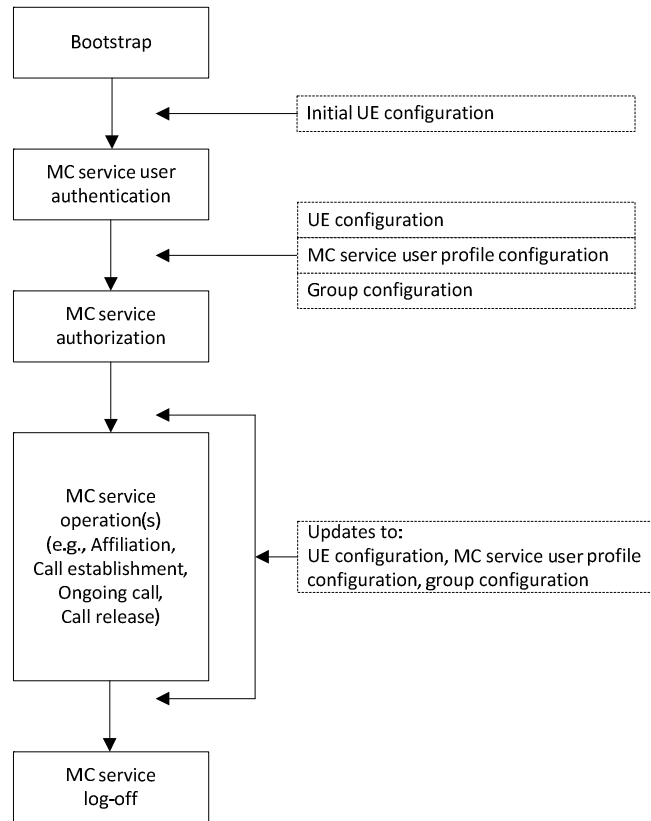 Bootstrap
Initial UE configuration
MC service user
authentication
UE configuration
MC service user profile configuration
Group configuration
MC service
authorization
MC service
operation(s)
(e.g., Affiliation,
Call establishment,
Ongoing call,
Call release)
Updates to:
UE configuration, MC service user profile
configuration, group configuration
MC service
log-off